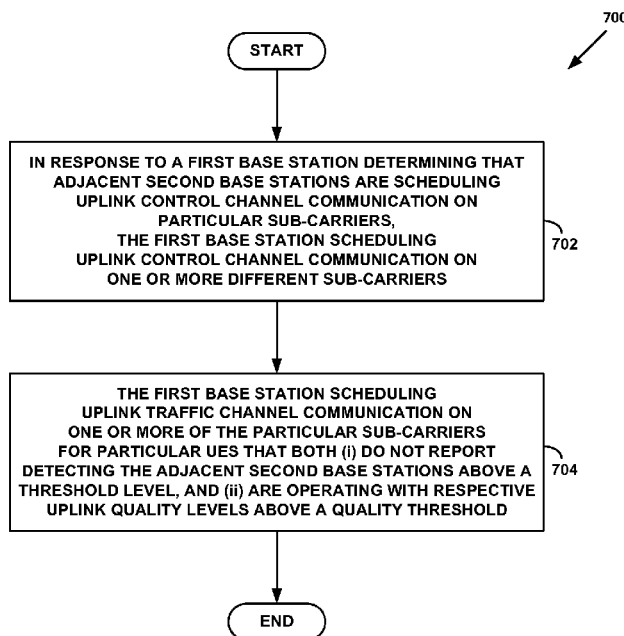 700
START
IN RESPONSE TO A FIRST BASE STATION DETERMINING THAT
ADJACENT SECOND BASE STATIONS ARE SCHEDULING
UPLINK CONTROL CHANNEL COMMUNICATION ON
PARTICULAR SUB-CARRIERS,
THE FIRST BASE STATION SCHEDULING
UPLINK CONTROL CHANNEL COMMUNICATION ON
ONE OR MORE DIFFERENT SUB-CARRIERS
702
THE FIRST BASE STATION SCHEDULING
UPLINK TRAFFIC CHANNEL COMMUNICATION ON
ONE OR MORE OF THE PARTICULAR SUB-CARRIERS
FOR PARTICULAR UES THAT BOTH (i) DO NOT REPORT
DETECTING THE ADJACENT SECOND BASE STATIONS ABOVE A
THRESHOLD LEVEL, AND (ii) ARE OPERATING WITH RESPECTIVE
UPLINK QUALITY LEVELS ABOVE A QUALITY THRESHOLD
704
END